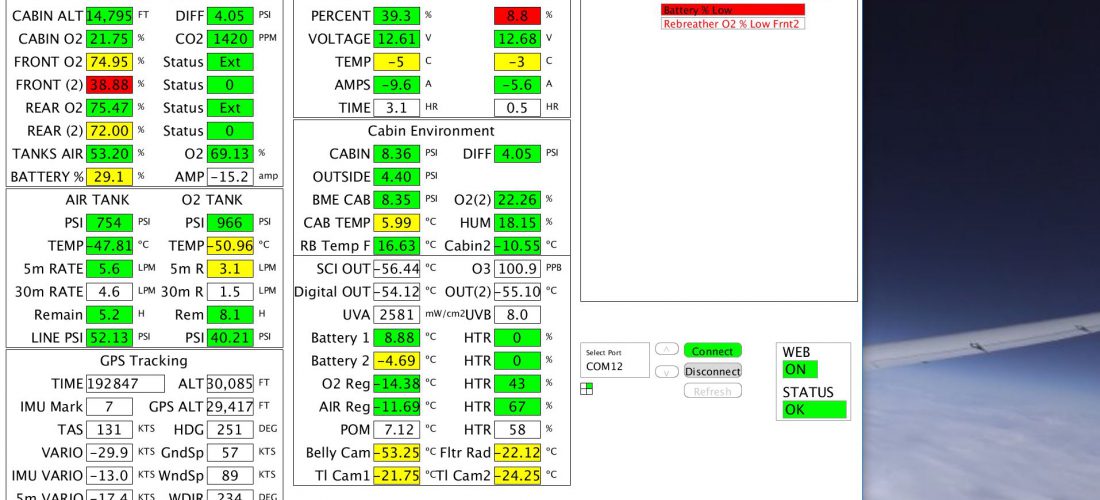 CABIN ALT 14,795 FT DIFF 4.05 PSI
CABIN O2 21.75 % CO2 1420 PPM
FRONT O2 74.95 % Status Ext
FRONT (2) 38.88 % Status 0
REAR O2 75.47 % Status Ext
REAR (2) 72.00 % Status 0
TANKS AIR 53.20 % O2 69.13 %
BATTERY % 29.1 % AMP -15.2 amp
AIR TANK O2 TANK
PSI 754 PSI PSI 966 PSI
TEMP -47.81 °C TEMP -50.96 °C
5m RATE 5.6 LPM 5m R 3.1 LPM
30m RATE 4.6 LPM 30m R 1.5 LPM
Remain 5.2 H Rem 8.1 H
LINE PSI 52.13 PSI PSI 40.21 PSI
GPS Tracking
TIME 192847 ALT 30,085 FT
IMU Mark 7 GPS ALT 29,417 FT
TAS 131 KTS HDG 251 DEG
VARIO -29.9 KTS GndSp 57 KTS
IMU VARIO -13.0 KTS WndSp 89 KTS
5m VARIO -17.4 KTS WDIR 234 DEG
PERCENT 39.3 % 8.8 %
VOLTAGE 12.61 V 12.68 V
TEMP -5 C -3 C
AMPS -9.6 A -5.6 A
TIME 3.1 HR 0.5 HR
Cabin Environment
CABIN 8.36 PSI DIFF 4.05 PSI
OUTSIDE 4.40 PSI
BME CAB 8.35 PSI O2(2) 22.26 %
CAB TEMP 5.99 °C HUM 18.15 %
RB Temp F 16.63 °C Cabin2 -10.55 °C
SCI OUT -56.44 °C O3 100.9 PPB
Digital OUT -54.12 °C OUT(2) -55.10 °C
UVA 2581 mW/cm2 UVB 8.0
Battery 1 8.88 °C HTR 0 %
Battery 2 -4.69 °C HTR 0 %
O2 Reg -14.38 °C HTR 43 %
AIR Reg -11.69 °C HTR 67 %
POM 7.12 °C HTR 58 %
Belly Cam -53.25 °C Fltr Rad -22.12 °C
Tl Cam1 -21.75 °C Tl Cam2 -24.25 °C
Battery % Low
Rebreather O2 % Low Frnt2
Select Port
COM12
Connect
Disconnect
Refresh
WEB
ON
STATUS
OK